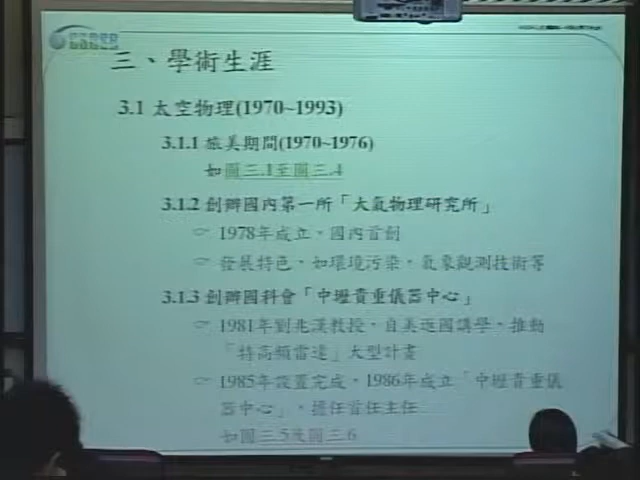 三、學術生涯
3.1 太空物理(1970~1993)
3.1.1 旅美期間(1970~1976)
如圖三.1至圖三.4
3.1.2 創辦國內第一所「大氣物理研究所」
1978年成立，國內首創
發展特色，如環境污染，氣象觀測技術等
3.1.3 創辦國科會「中壢貴重儀器中心」
1981年劉兆漢教授，自美返國講學，推動
「特高頻雷達」大型計畫
1985年設置完成，1986年成立「中壢貴重儀
器中心」，擔任首任主任
如圖三.5及圖三.6